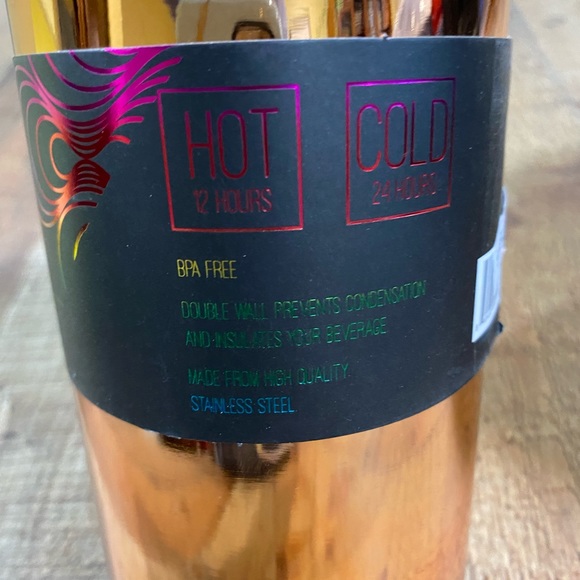 HOT
12 HOURS
COLD
24 HOURS
BPA FREE
DOUBLE WALL PREVENTS CONDENSATION
AND INSULATES YOUR BEVERAGE
MADE FROM HIGH QUALITY
STAINLESS STEEL